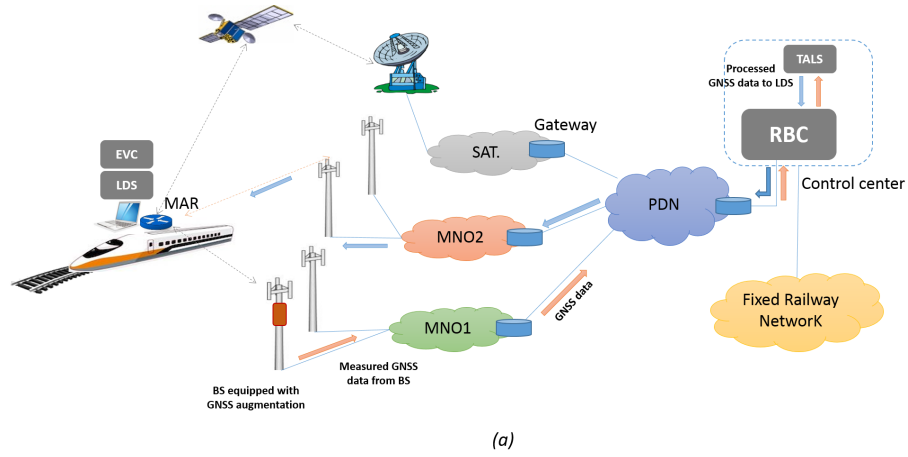 TALS
Processed
GNSS data to LDS
RBC
Gateway
SAT.
EVC
LDS
MAR
Control center
PDN
MNO2
GNSS data
MNO1
Fixed Railway
NetworK
Measured GNSS
data from BS
BS equipped with
GNSS augmentation
(a)